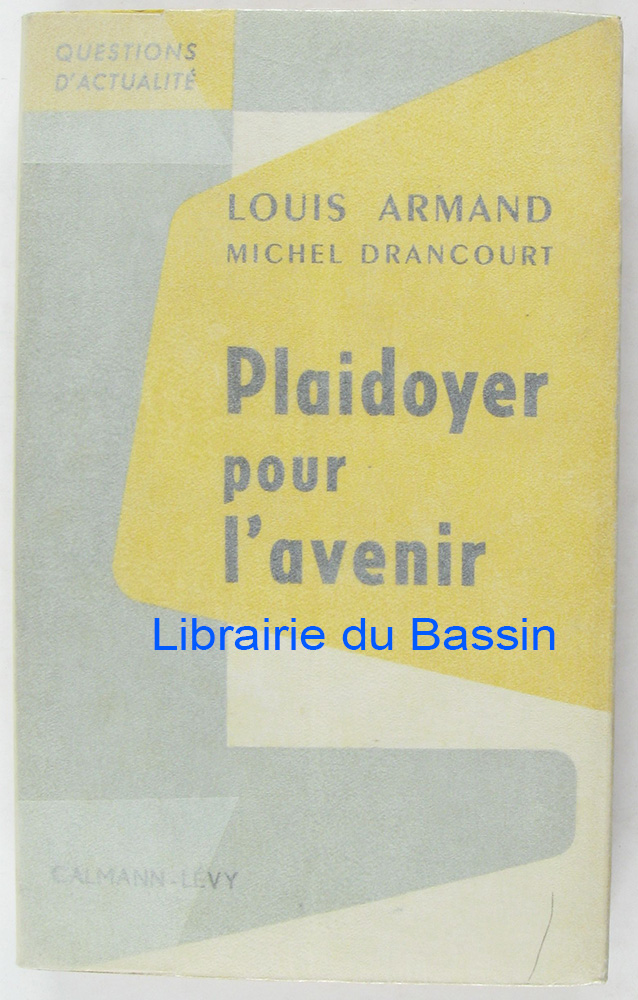 QUESTIONS
D'ACTUALITÉ
LOUIS ARMAND
MICHEL DRANCOURT
Plaidoyer
pour
l'avenir
Librairie du Bassin
CALMANN-LÉVY